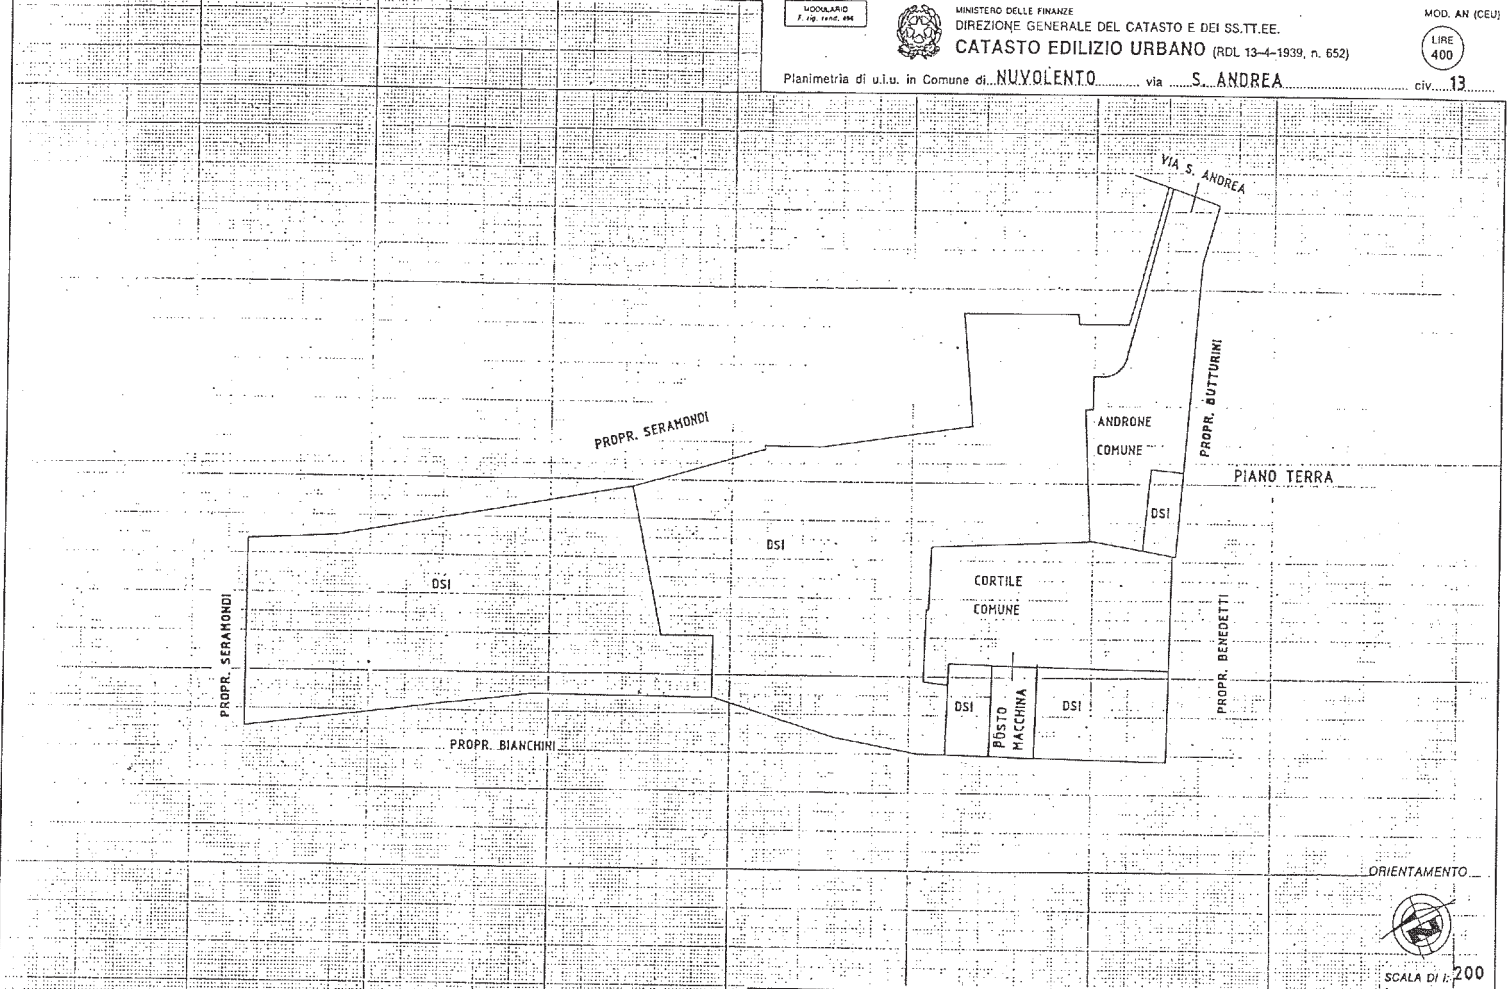 MODULARIO
F. rig. rend. 494
MINISTERO DELLE FINANZE
DIREZIONE GENERALE DEL CATASTO E DEI SS.TT.EE.
CATASTO EDILIZIO URBANO (RDL 13-4-1939, n. 652)
MOD. AN (CEU)
LIRE
400
Planimetria di u.i.u. in Comune di NUVOLENTO via S. ANDREA civ. 13
VIA S. ANDREA
PROPR. BUTTURINI
PROPR. SERAMONDI
ANDRONE
COMUNE
PIANO TERRA
DSI
DSI
DSI
CORTILE
COMUNE
PROPR. SERAMONDI
PROPR. BENEDETTI
DSI
POSTO
MACCHINA
DSI
PROPR. BIANCHINI
ORIENTAMENTO
SCALA DI 1: 200